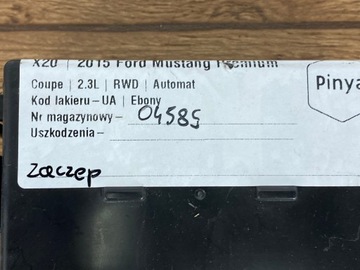 X20 | 2015 Ford Mustang Premium
Coupe | 2.3L | RWD | Automat
Kod lakieru – UA | Ebony
Nr magazynowy – 04585
Uszkodzenia –
zaczep
Pinya